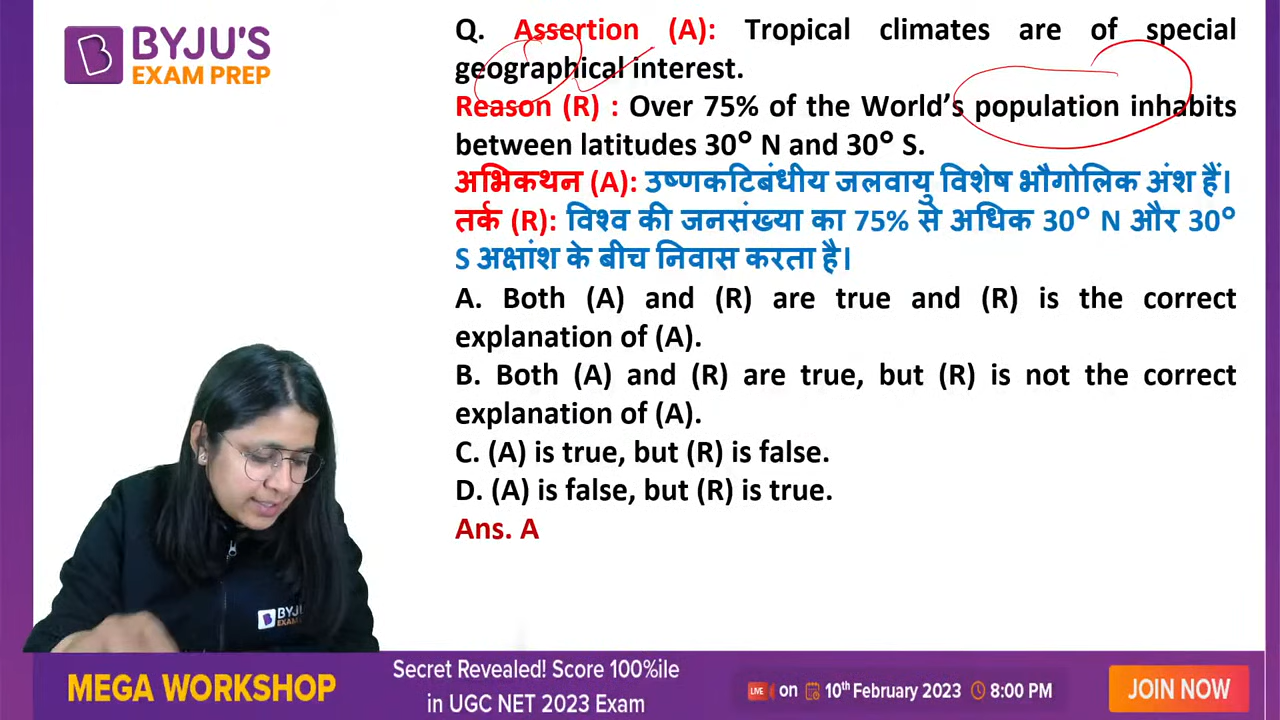 BYJU'S
EXAM PREP
Q. Assertion (A): Tropical climates are of special
geographical interest.
Reason (R) : Over 75% of the World's population inhabits
between latitudes 30° N and 30° S.
अभिकथन (A): उष्णकटिबंधीय जलवायु विशेष भौगोलिक अंश हैं।
तर्क (R): विश्व की जनसंख्या का 75% से अधिक 30° N और 30°
S अक्षांश के बीच निवास करता है।
A. Both (A) and (R) are true and (R) is the correct
explanation of (A).
B. Both (A) and (R) are true, but (R) is not the correct
explanation of (A).
C. (A) is true, but (R) is false.
D. (A) is false, but (R) is true.
Ans. A
MEGA WORKSHOP
Secret Revealed! Score 100%ile
in UGC NET 2023 Exam
LIVE on 10th February 2023 8:00 PM
JOIN NOW